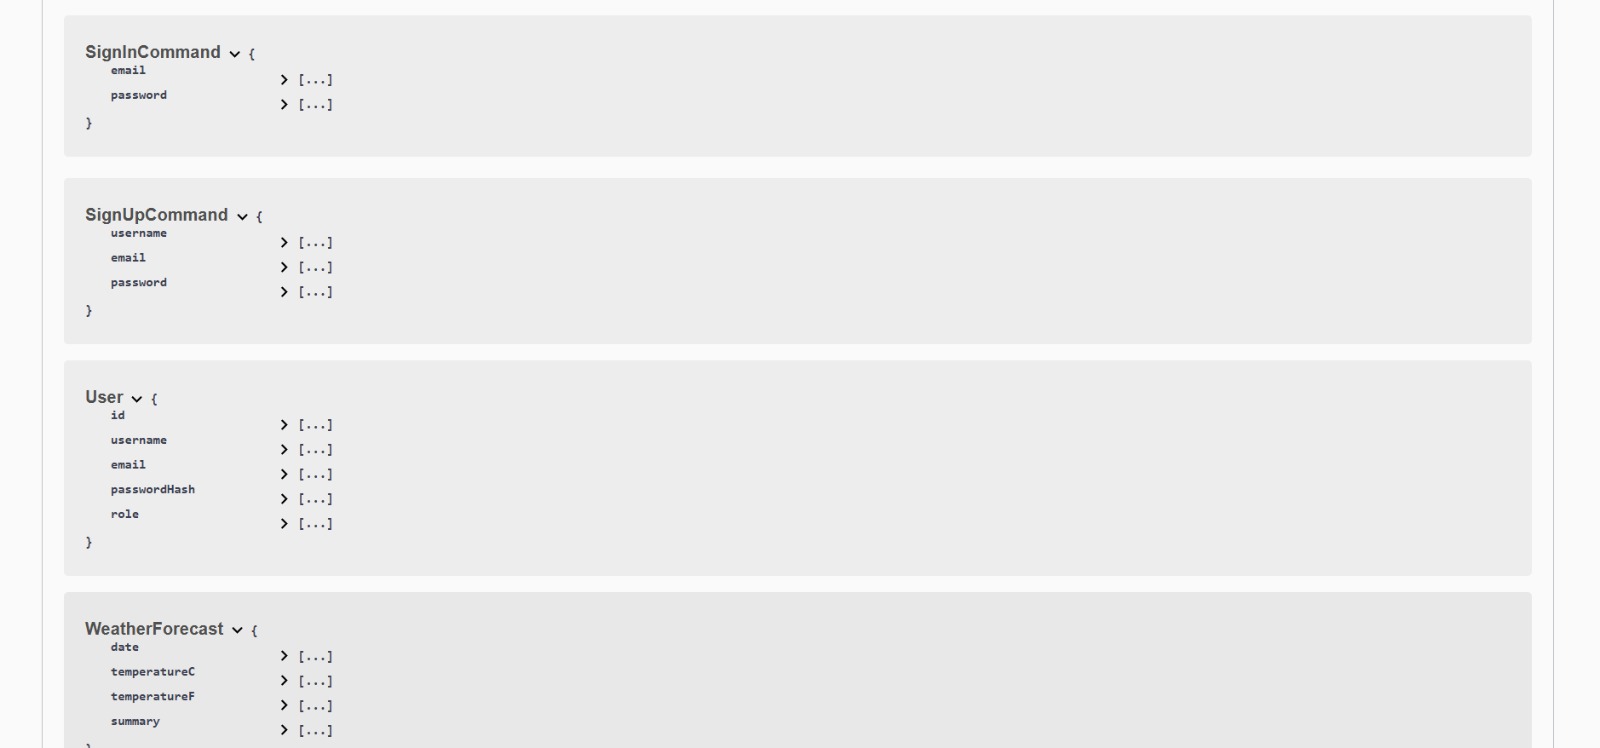 SignInCommand {
email [...]
password [...]
}
SignUpCommand {
username [...]
email [...]
password [...]
}
User {
id [...]
username [...]
email [...]
passwordHash [...]
role [...]
}
WeatherForecast {
date [...]
temperatureC [...]
temperatureF [...]
summary [...]
}